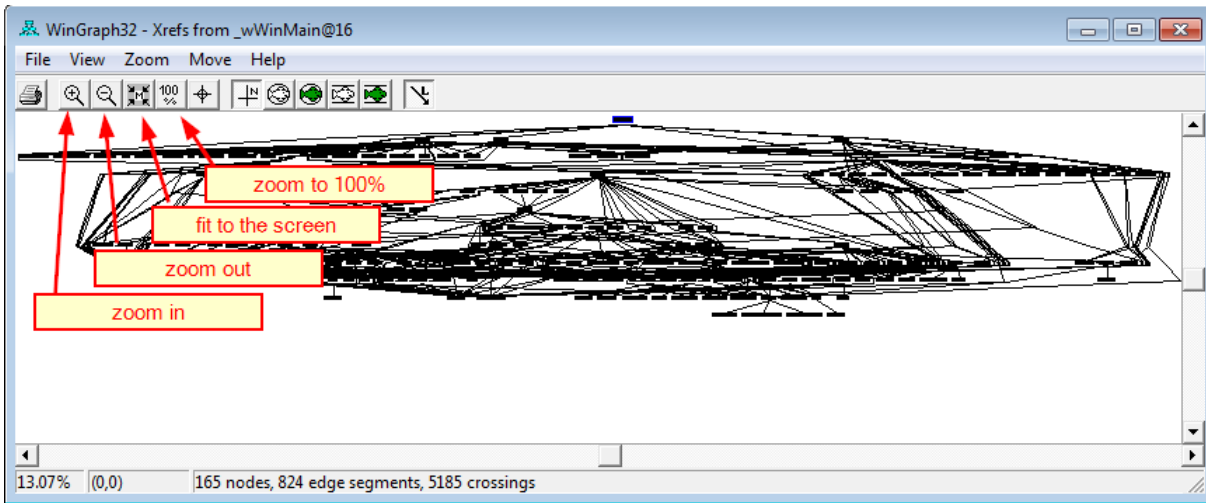 WinGraph32 - Xrefs from _wWinMain@16
File View Zoom Move Help
100
%
N
zoom to 100%
fit to the screen
zoom out
zoom in
13.07% (0,0) 165 nodes, 824 edge segments, 5185 crossings